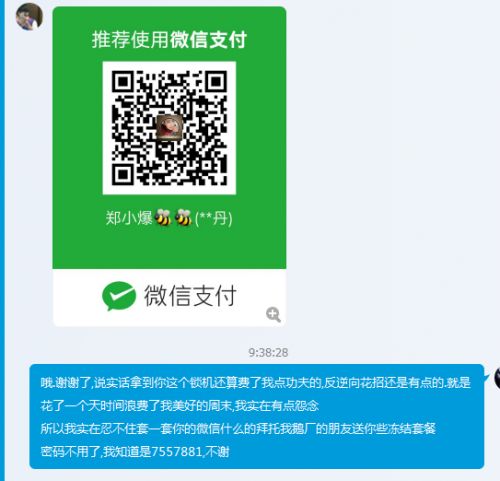 推荐使用微信支付
郑小爆🐝🐝(**丹)
微信支付
9:38:28
哦.谢谢了,说实话拿到你这个锁机还算费了我点功夫的,反逆向花招还是有点的.就是
花了一个天时间浪费了我美好的周末,我实在有点怨念
所以我实在忍不住套一套你的微信什么的拜托我鹅厂的朋友送你些冻结套餐
密码不用了,我知道是7557881,不谢